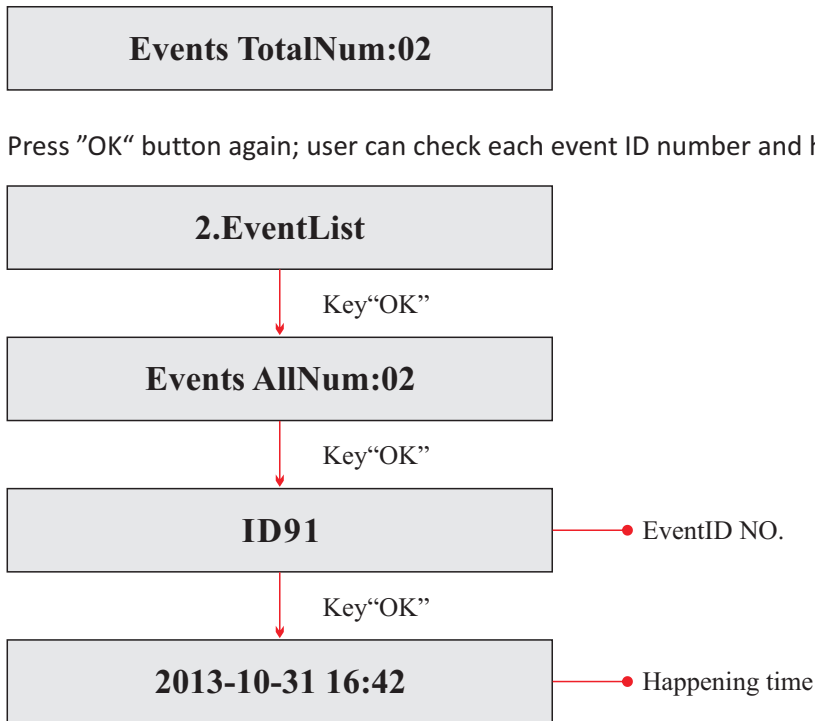 Events TotalNum:02
Press ”OK“ button again; user can check each event ID number and
2.EventList
Key“OK”
Events AllNum:02
Key“OK”
ID91 EventID NO.
Key“OK”
2013-10-31 16:42 Happening time